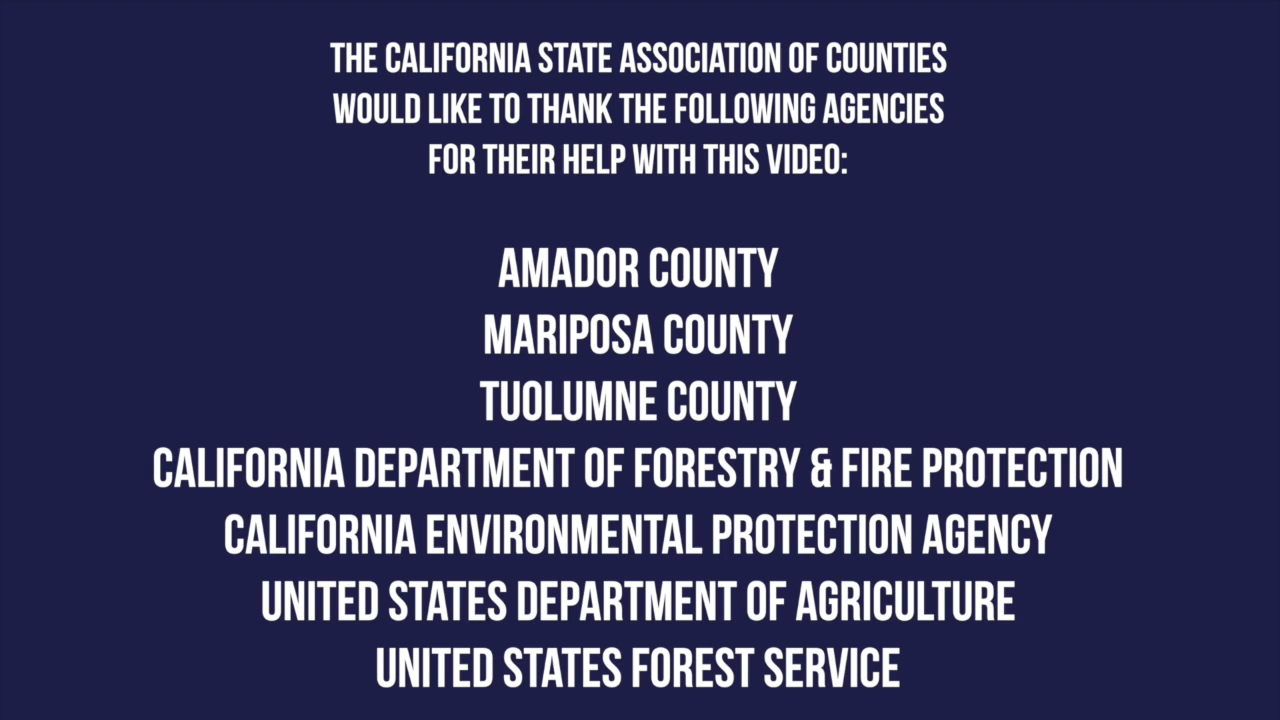 THE CALIFORNIA STATE ASSOCIATION OF COUNTIES
WOULD LIKE TO THANK THE FOLLOWING AGENCIES
FOR THEIR HELP WITH THIS VIDEO:
AMADOR COUNTY
MARIPOSA COUNTY
TUOLUMNE COUNTY
CALIFORNIA DEPARTMENT OF FORESTRY & FIRE PROTECTION
CALIFORNIA ENVIRONMENTAL PROTECTION AGENCY
UNITED STATES DEPARTMENT OF AGRICULTURE
UNITED STATES FOREST SERVICE